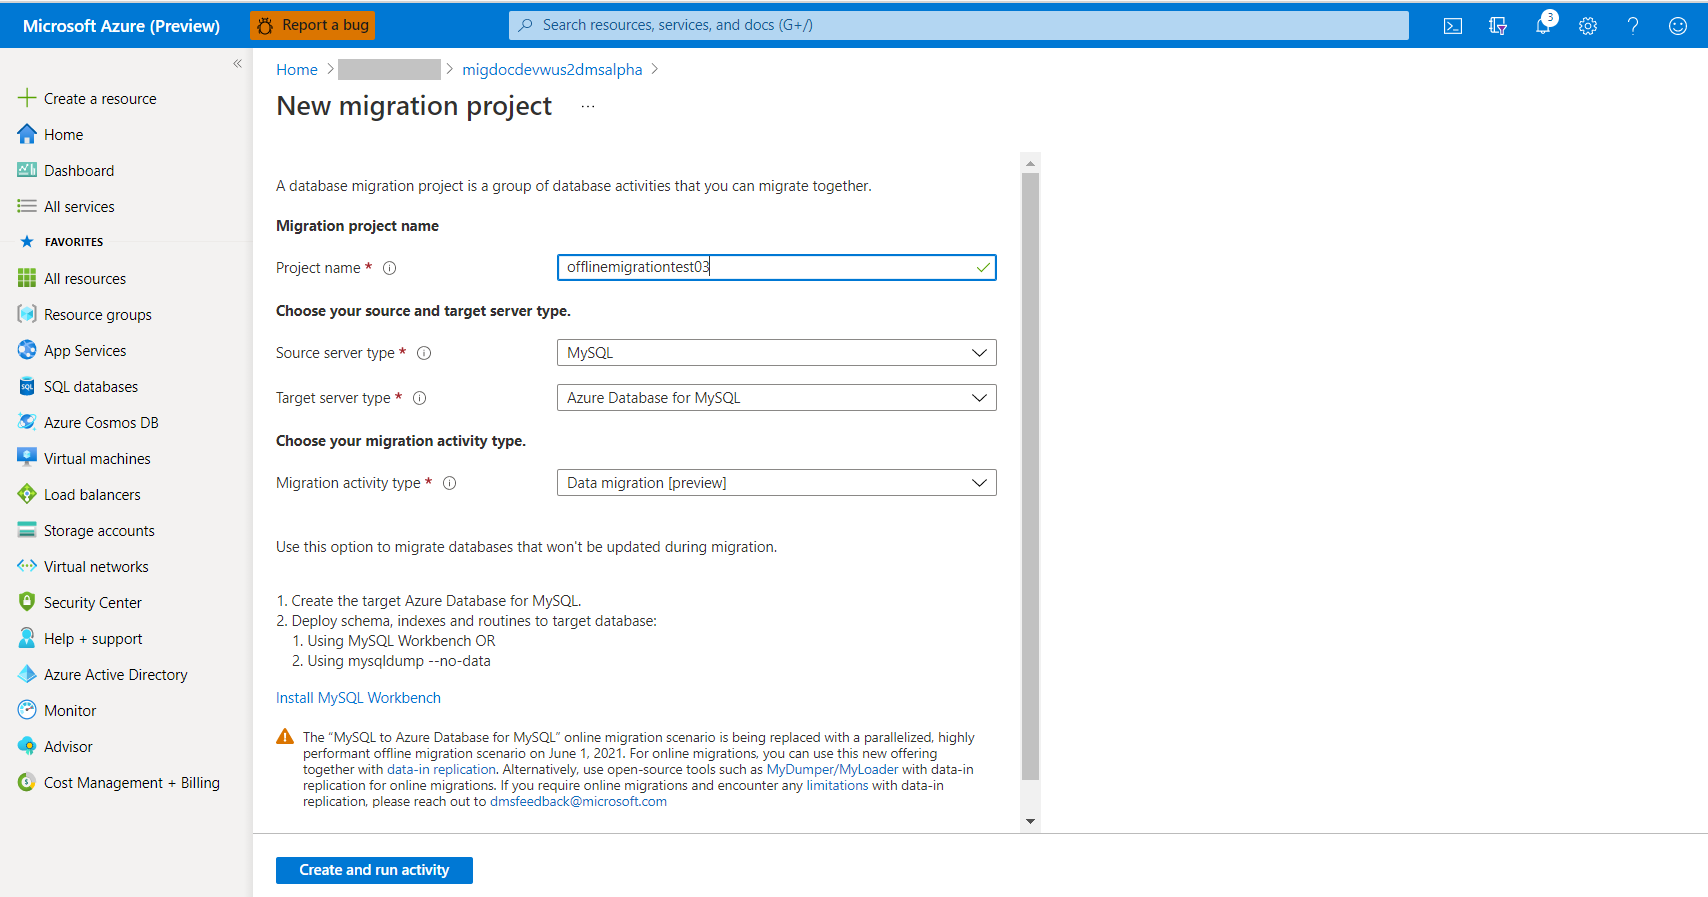 Microsoft Azure (Preview)
Report a bug
Search resources, services, and docs (G+/)
3
Home > migdocdevwus2dmsalpha >
New migration project ...
Create a resource
Home
Dashboard
All services
FAVORITES
All resources
Resource groups
App Services
SQL databases
Azure Cosmos DB
Virtual machines
Load balancers
Storage accounts
Virtual networks
Security Center
Help + support
Azure Active Directory
Monitor
Advisor
Cost Management + Billing
A database migration project is a group of database activities that you can migrate together.
Migration project name
Project name * offlinemigrationtest03
Choose your source and target server type.
Source server type * MySQL
Target server type * Azure Database for MySQL
Choose your migration activity type.
Migration activity type * Data migration [preview]
Use this option to migrate databases that won't be updated during migration.
1. Create the target Azure Database for MySQL.
2. Deploy schema, indexes and routines to target database:
1. Using MySQL Workbench OR
2. Using mysqldump --no-data
Install MySQL Workbench
The “MySQL to Azure Database for MySQL” online migration scenario is being replaced with a parallelized, highly
performant offline migration scenario on June 1, 2021. For online migrations, you can use this new offering
together with data-in replication. Alternatively, use open-source tools such as MyDumper/MyLoader with data-in
replication for online migrations. If you require online migrations and encounter any limitations with data-in
replication, please reach out to dmsfeedback@microsoft.com
Create and run activity